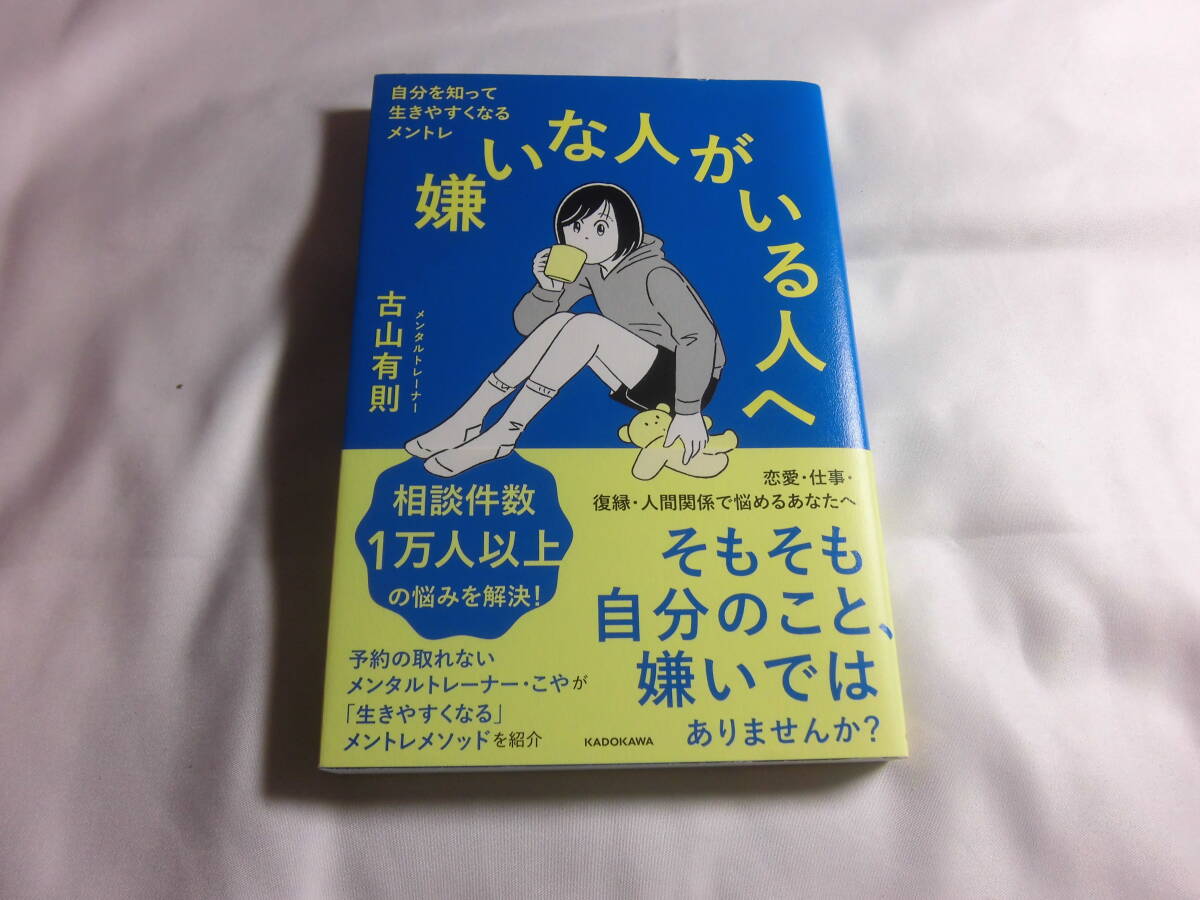 自分を知って
生きやすくなる
メントレ
嫌いな人がいる人へ
メンタルトレーナー
古山有則
相談件数
1万人以上
の悩みを解決!
予約の取れない
メンタルトレーナー・こやが
「生きやすくなる」
メントレメソッドを紹介
恋愛・仕事・
復縁・人間関係で悩めるあなたへ
そもそも
自分のこと、
嫌いでは
ありませんか?
KADOKAWA